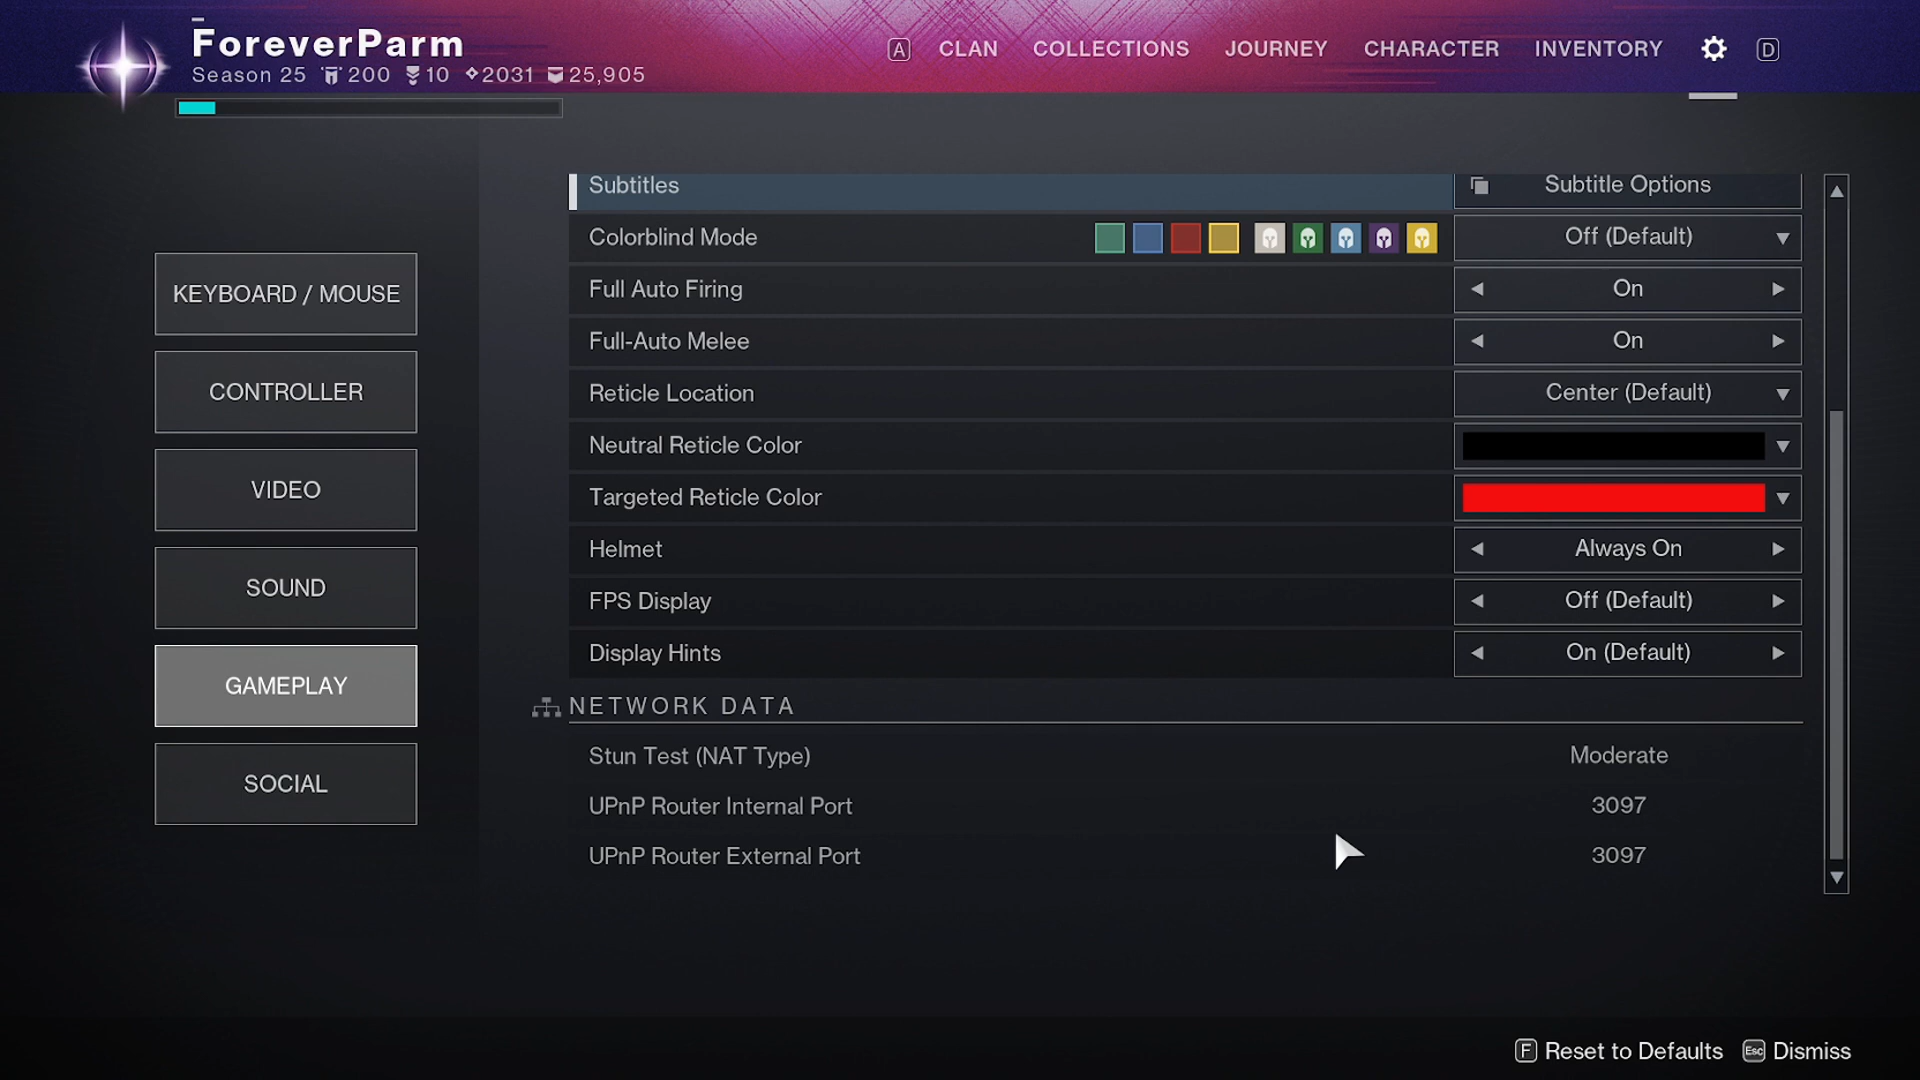 ForeverParm
Season 25 200 10 2031 25,905
A CLAN COLLECTIONS JOURNEY CHARACTER INVENTORY D
KEYBOARD / MOUSE
CONTROLLER
VIDEO
SOUND
GAMEPLAY
SOCIAL
Subtitles Subtitle Options
Colorblind Mode Off (Default)
Full Auto Firing On
Full-Auto Melee On
Reticle Location Center (Default)
Neutral Reticle Color
Targeted Reticle Color
Helmet Always On
FPS Display Off (Default)
Display Hints On (Default)
NETWORK DATA
Stun Test (NAT Type) Moderate
UPnP Router Internal Port 3097
UPnP Router External Port 3097
F Reset to Defaults Esc Dismiss